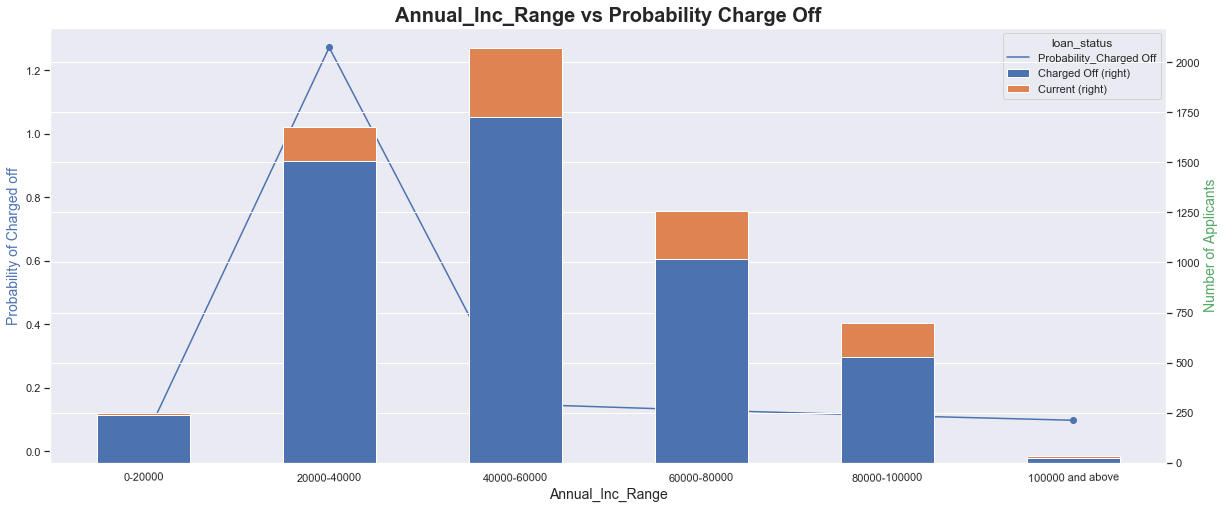 Annual_Inc_Range vs Probability Charge Off
loan_status
Probability_Charged Off
Charged Off (right)
Current (right)
Probability of Charged off
1.2
1.0
0.8
0.6
0.4
0.2
0.0
Number of Applicants
2000
1750
1500
1250
1000
750
500
250
0
0-20000 20000-40000 40000-60000 60000-80000 80000-100000 100000 and above
Annual_Inc_Range